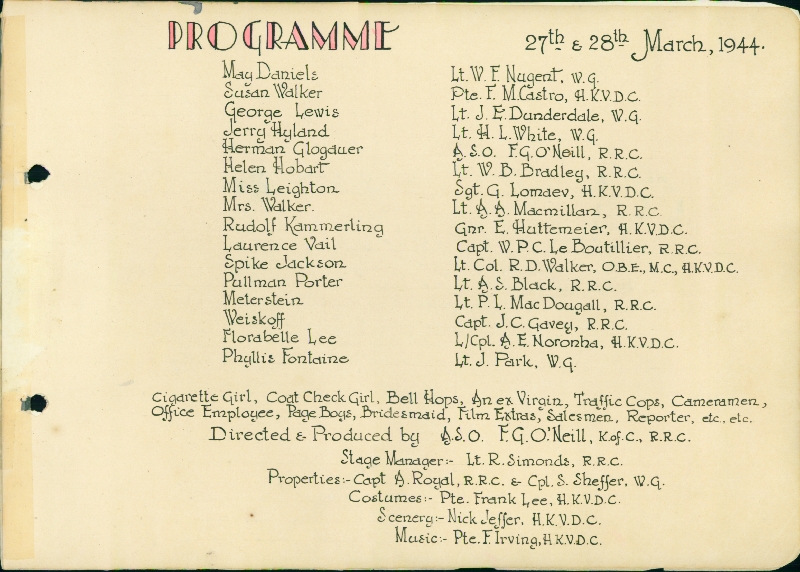 PROGRAMME 27th & 28th March, 1944.
May Daniels Lt. W. F. Nugent, W.G.
Susan Walker Pte. F. M. Castro, H.K.V.D.C.
George Lewis Lt. J. E. Dunderdale, W.G.
Jerry Hyland Lt. H. L. White, W.G.
Herman Glogauer A.S.O. F.G. O'Neill, R.R.C.
Helen Hobart Lt. W. B. Bradley, R.R.C.
Miss Leighton Sgt. G. Lomaev, H.K.V.D.C.
Mrs. Walker. Lt. A. A. Macmillan, R.R.C.
Rudolf Kammerling Gnr. E. Huttemeier, H.K.V.D.C.
Laurence Vail Capt. W.P.C. Le Boutillier, R.R.C.
Spike Jackson Lt. Col. R.D. Walker, O.B.E., M.C., H.K.V.D.C.
Pullman Porter Lt. A.S. Black, R.R.C.
Meterstein Lt. P.L. MacDougall, R.R.C.
Weiskoff Capt. J.C. Gavey, R.R.C.
Florabelle Lee L/Cpl. A.E. Noronha, H.K.V.D.C.
Phyllis Fontaine Lt. J. Park, W.G.
Cigarette Girl, Coat Check Girl, Bell Hops, An ex Virgin, Traffic Cops, Cameramen,
Office Employee, Page Boys, Bridesmaid, Film Extras, Salesmen, Reporter, etc., etc.
Directed & Produced by A.S.O. F.G. O'Neill, K.of C., R.R.C.
Stage Manager:- Lt. R. Simonds, R.R.C.
Properties:- Capt A. Royal, R.R.C. & Cpl. S. Sheffer, W.G.
Costumes:- Pte. Frank Lee, H.K.V.D.C.
Scenery:- Nick Jeffer, H.K.V.D.C.
Music:- Pte. F. Irving, H.K.V.D.C.